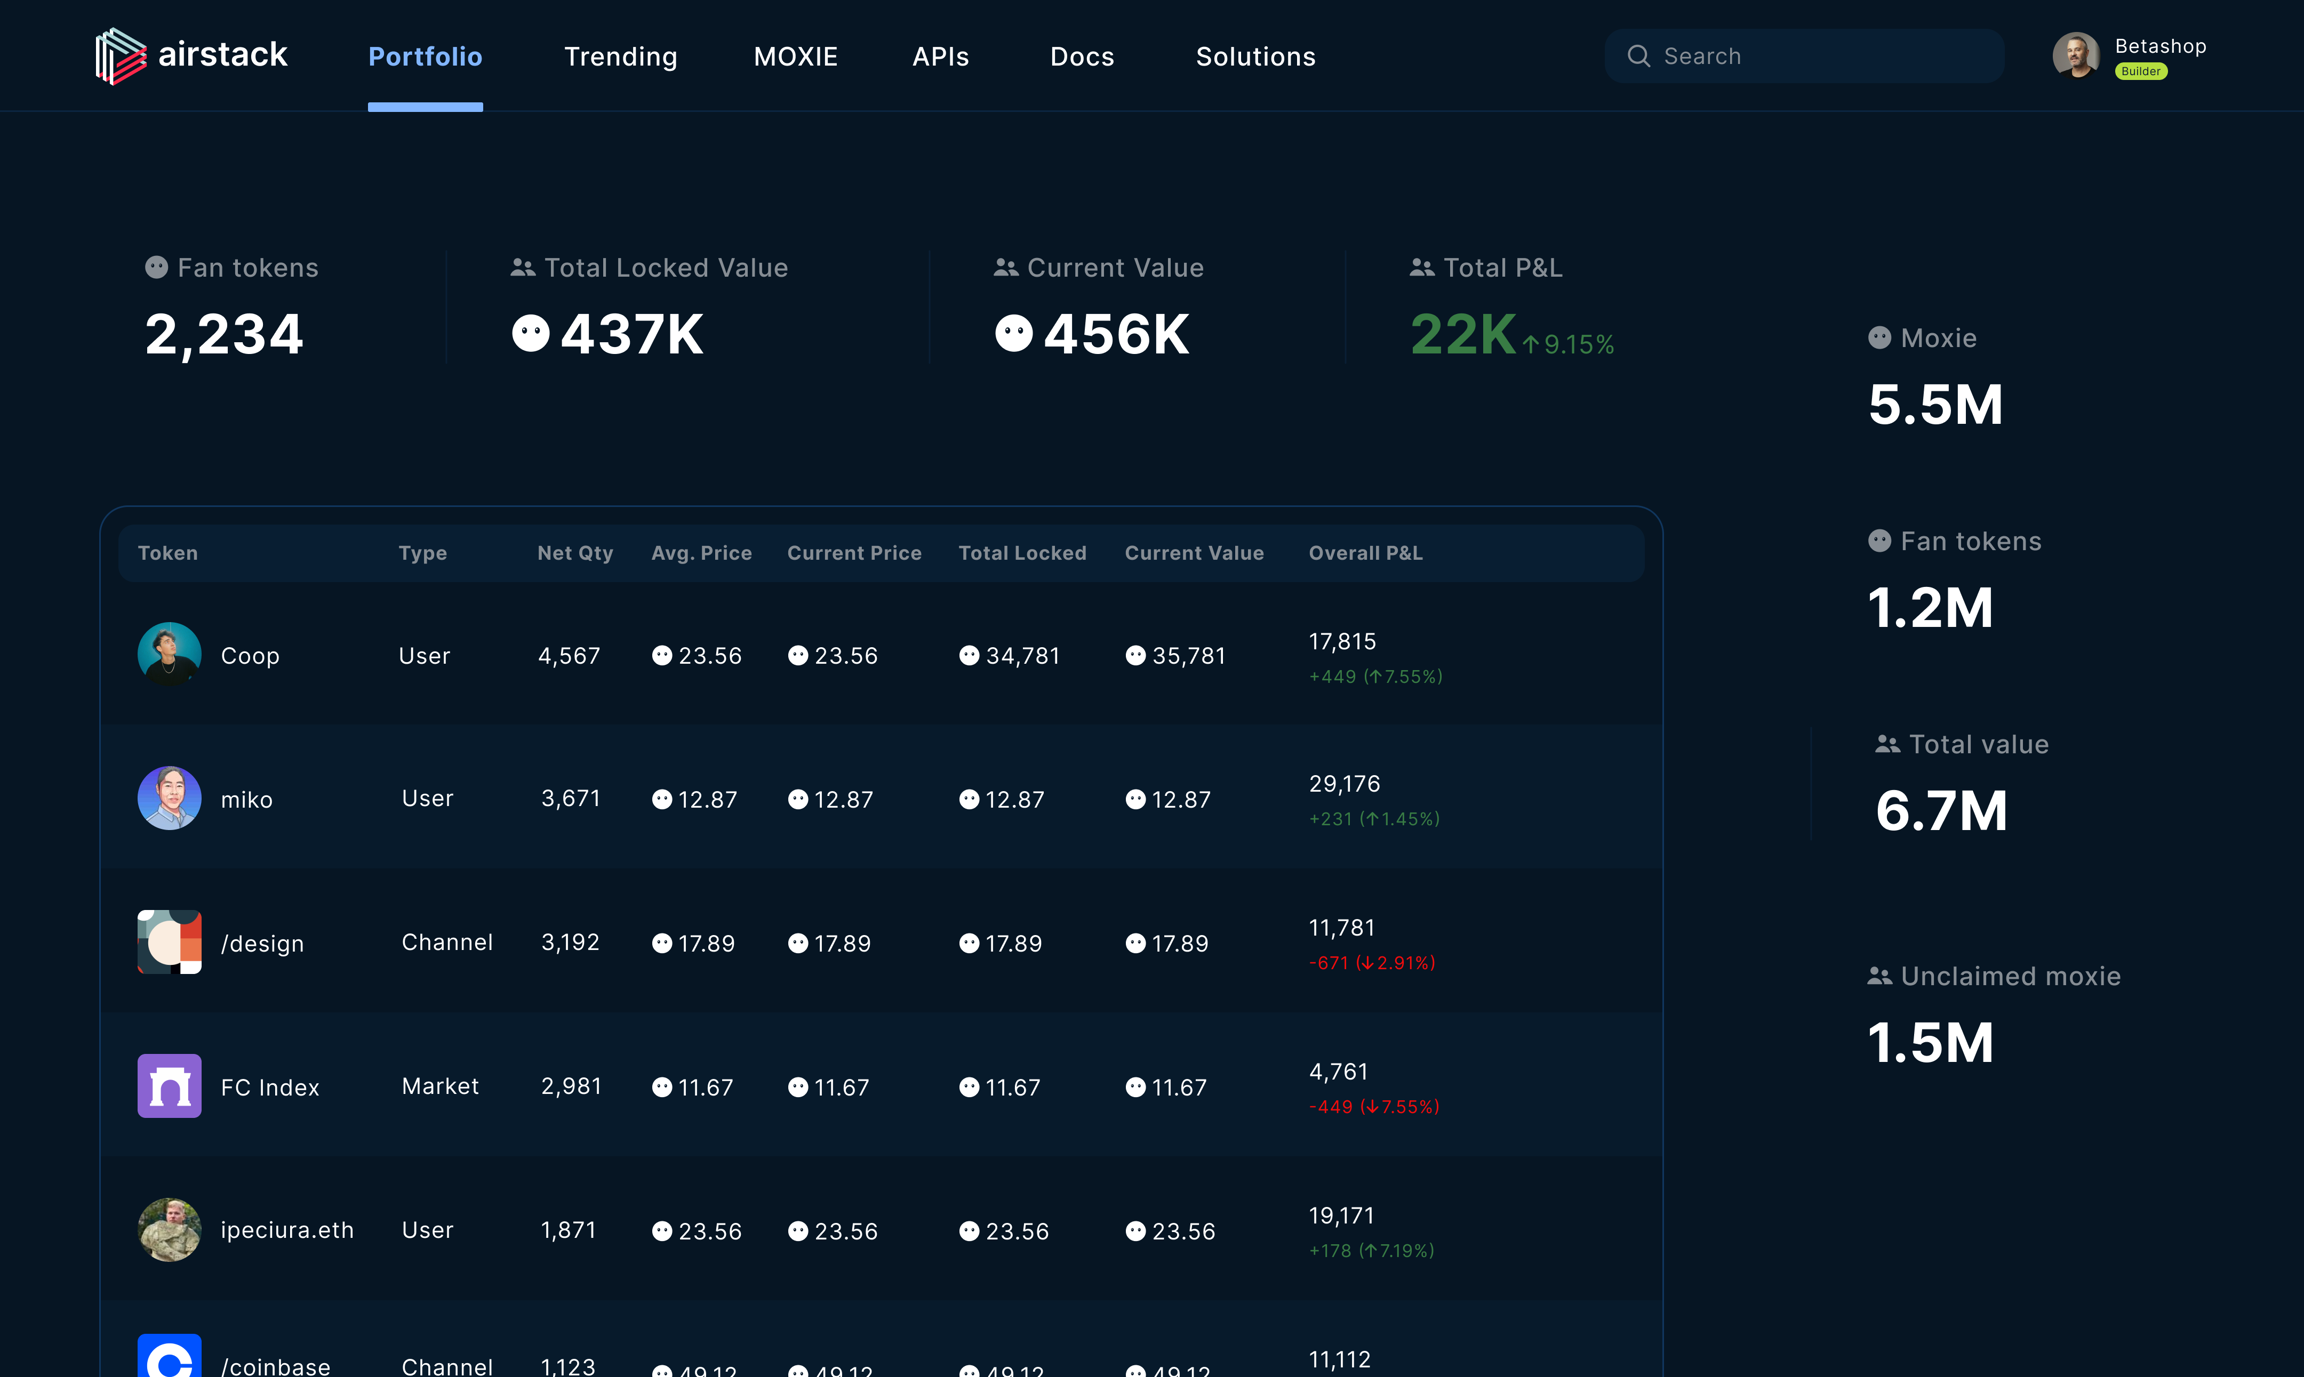 airstack
Portfolio Trending MOXIE APIs Docs Solutions Search Betashop
Builder
Fan tokens Total Locked Value Current Value Total P&L
2,234 437K 456K 22K ↑9.15%
Moxie
5.5M
Fan tokens
1.2M
Total value
6.7M
Unclaimed moxie
1.5M
Token Type Net Qty Avg. Price Current Price Total Locked Current Value Overall P&L
Coop User 4,567 23.56 23.56 34,781 35,781 17,815
+449 (↑7.55%)
miko User 3,671 12.87 12.87 12.87 12.87 29,176
+231 (↑1.45%)
/design Channel 3,192 17.89 17.89 17.89 17.89 11,781
-671 (↓2.91%)
FC Index Market 2,981 11.67 11.67 11.67 11.67 4,761
-449 (↓7.55%)
ipeciura.eth User 1,871 23.56 23.56 23.56 23.56 19,171
+178 (↑7.19%)
/coinbase Channel 1,123 49.12 49.12 49.12 49.12 11,112